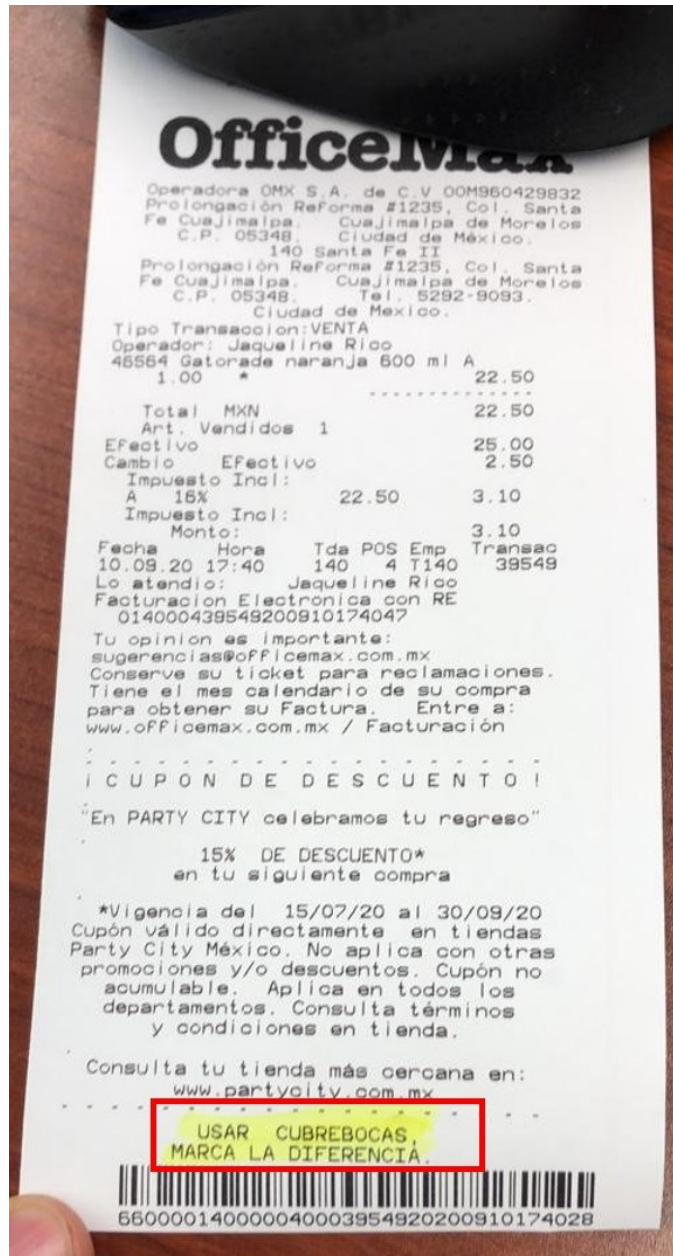 OfficeMax
Operadora OMX S.A. de C.V OOM960429832
Prolongación Reforma #1235, Col. Santa
Fe Cuajimalpa. Cuajimalpa de Morelos
C.P. 05348. Ciudad de México.
140 Santa Fe II
Prolongación Reforma #1235, Col. Santa
Fe Cuajimalpa. Cuajimalpa de Morelos
C.P. 05348. Tel. 5292-9093.
Ciudad de Mexico.
Tipo Transaccion:VENTA
Operador: Jaqueline Rico
46564 Gatorade naranja 600 ml A
1.00 * 22.50
Total MXN 22.50
Art. Vendidos 1
Efectivo 25.00
Cambio Efectivo 2.50
Impuesto Incl:
A 16% 22.50 3.10
Impuesto Incl:
Monto: 3.10
Fecha Hora Tda POS Emp Transac
10.09.20 17:40 140 4 T140 39549
Lo atendio: Jaqueline Rico
Facturacion Electronica con RE
014000439549200910174047
Tu opinion es importante:
sugerencias@officemax.com.mx
Conserve su ticket para reclamaciones.
Tiene el mes calendario de su compra
para obtener su Factura. Entre a:
www.officemax.com.mx / Facturación
¡CUPON DE DESCUENTO!
"En PARTY CITY celebramos tu regreso"
15% DE DESCUENTO*
en tu siguiente compra
*Vigencia del 15/07/20 al 30/09/20
Cupón válido directamente en tiendas
Party City México. No aplica con otras
promociones y/o descuentos. Cupón no
acumulable. Aplica en todos los
departamentos. Consulta términos
y condiciones en tienda.
Consulta tu tienda más cercana en:
www.partycity.com.mx
USAR CUBREBOCAS,
MARCA LA DIFERENCIA.
660000140000040003954920200910174028